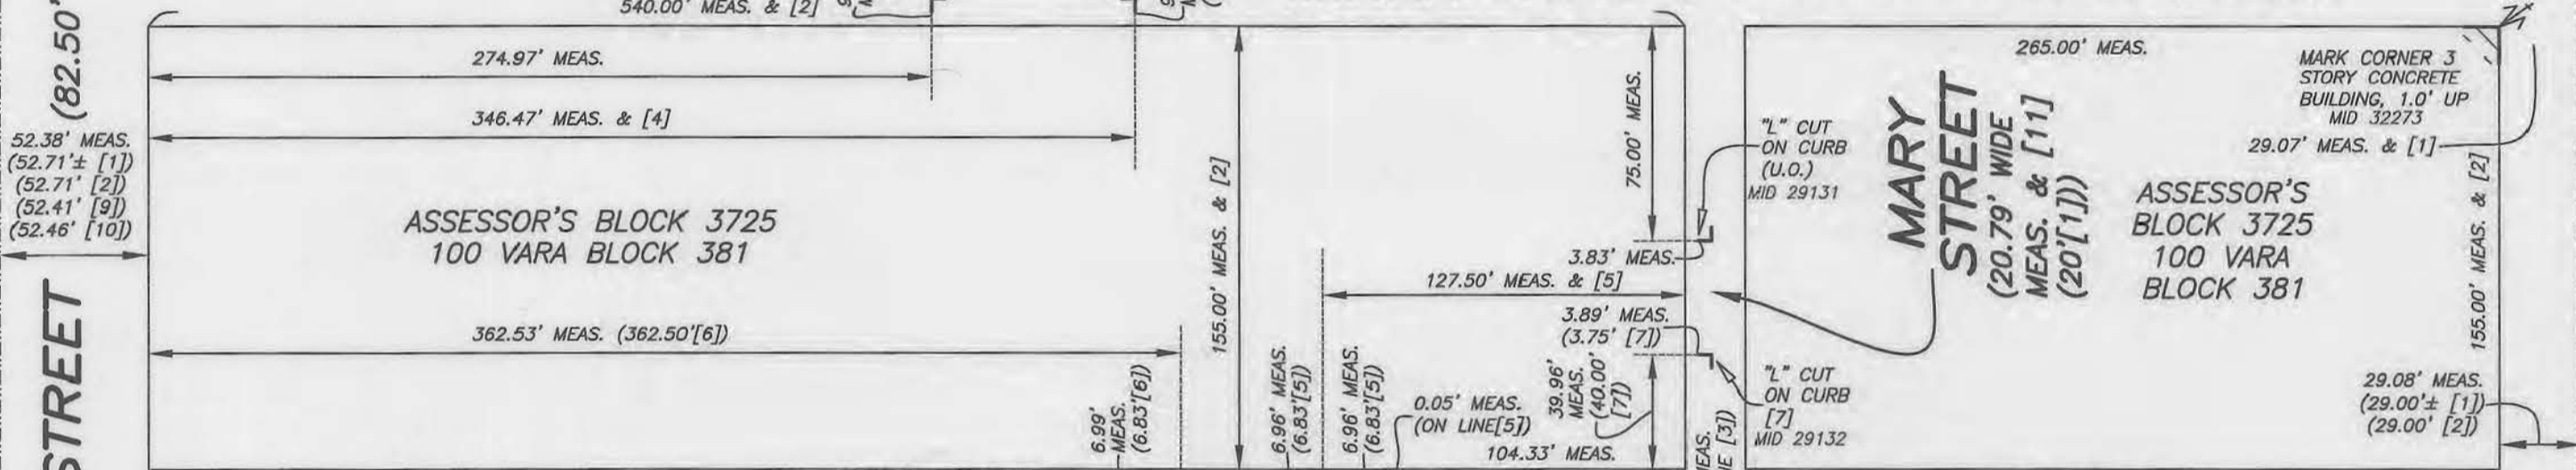 540.00' MEAS. & [2]
(82.50'
STREET
52.38' MEAS.
(52.71'± [1])
(52.71' [2])
(52.41' [9])
(52.46' [10])
274.97' MEAS.
346.47' MEAS. & [4]
ASSESSOR'S BLOCK 3725
100 VARA BLOCK 381
362.53' MEAS. (362.50'[6])
6.99'
MEAS.
(6.83'[6])
155.00' MEAS. & [2]
6.96' MEAS.
(6.83'[5])
6.96' MEAS.
(6.83'[5])
75.00' MEAS.
3.83' MEAS.
127.50' MEAS. & [5]
3.89' MEAS.
(3.75' [7])
39.96'
MEAS.
(40.00'
[7])
0.05' MEAS.
(ON LINE[5])
104.33' MEAS.
"L" CUT
ON CURB
(U.O.)
MID 29131
"L" CUT
ON CURB
[7]
MID 29132
MEAS.
[3])
MARY
STREET
(20.79' WIDE
MEAS. & [11]
(20'[1]))
265.00' MEAS.
MARK CORNER 3
STORY CONCRETE
BUILDING, 1.0' UP
MID 32273
29.07' MEAS. & [1]
ASSESSOR'S
BLOCK 3725
100 VARA
BLOCK 381
155.00' MEAS. & [2]
29.08' MEAS.
(29.00'± [1])
(29.00' [2])